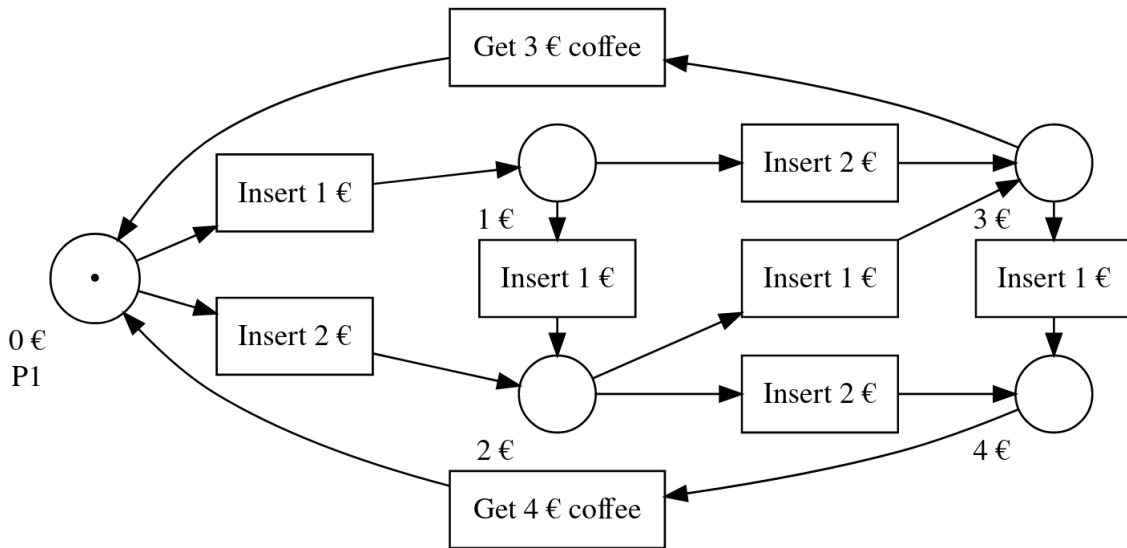 Get 3 € coffee
Insert 1 €
Insert 2 €
1 €
3 €
Insert 1 €
Insert 1 €
Insert 1 €
0 €
P1
Insert 2 €
Insert 2 €
2 €
4 €
Get 4 € coffee